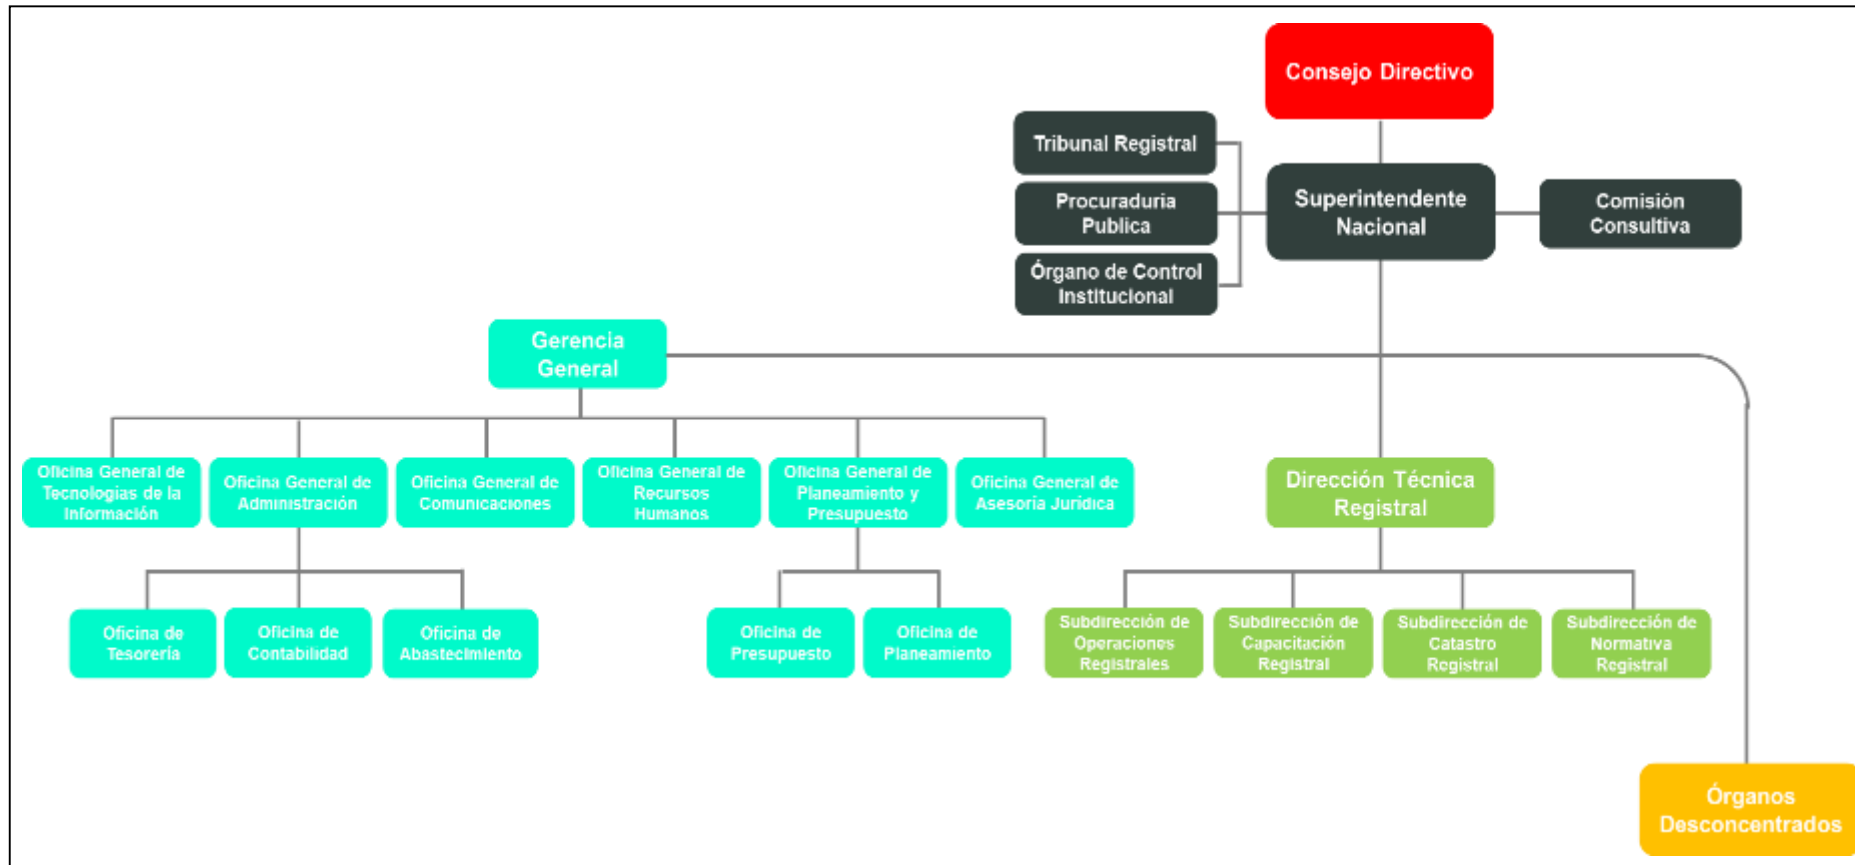 Consejo Directivo
Tribunal Registral
Procuraduria
Publica
Órgano de Control
Institucional
Superintendente
Nacional
Comisión
Consultiva
Gerencia
General
Oficina General de
Tecnologías de la
Información
Oficina General de
Administración
Oficina General de
Comunicaciones
Oficina General de
Recursos
Humanos
Oficina General de
Planeamiento y
Presupuesto
Oficina General de
Asesoría Jurídica
Dirección Técnica
Registral
Oficina de
Tesorería
Oficina de
Contabilidad
Oficina de
Abastecimiento
Oficina de
Presupuesto
Oficina de
Planeamiento
Subdirección de
Operaciones
Registrales
Subdirección de
Capacitación
Registral
Subdirección de
Catastro
Registral
Subdirección de
Normativa
Registral
Órganos
Desconcentrados